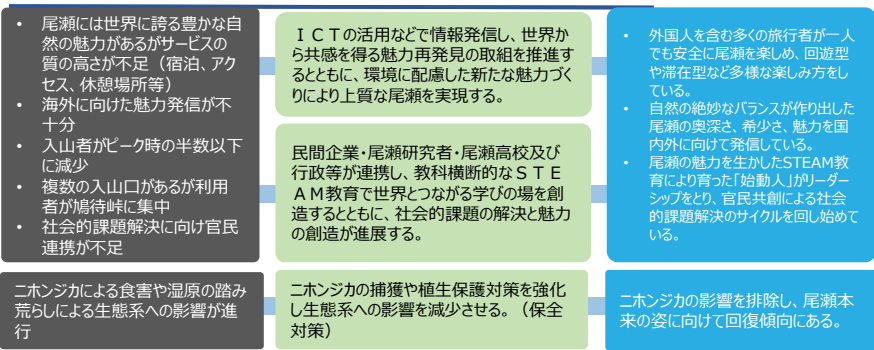 • 尾瀬には世界に誇る豊かな自
然の魅力があるがサービスの
質の高さが不足（宿泊、アク
セス、休憩場所等）
• 海外に向けた魅力発信が不
十分
• 入山者がピーク時の半数以下
に減少
• 複数の入山口があるが利用
者が鳩待峠に集中
• 社会的課題解決に向け官民
連携が不足
ＩＣＴの活用などで情報発信し、世界か
ら共感を得る魅力再発見の取組を推進す
るとともに、環境に配慮した新たな魅力づく
りにより上質な尾瀬を実現する。
民間企業・尾瀬研究者・尾瀬高校及び
行政等が連携し、教科横断的なＳＴＥ
ＡＭ教育で世界とつながる学びの場を創
造するとともに、社会的課題の解決と魅力
の創造が進展する。
• 外国人を含む多くの旅行者が一人
でも安全に尾瀬を楽しめ、回遊型
や滞在型など多様な楽しみ方をし
ている。
• 自然の絶妙なバランスが作り出した
尾瀬の奥深さ、希少さ、魅力を国
内外に向けて発信している。
• 尾瀬の魅力を生かしたSTEAM教
育により育った「始動人」がリーダー
シップをとり、官民共創による社会
的課題解決のサイクルを回し始めて
いる。
ニホンジカによる食害や湿原の踏み
荒らしによる生態系への影響が進
行
ニホンジカの捕獲や植生保護対策を強化
し生態系への影響を減少させる。（保全
対策）
ニホンジカの影響を排除し、尾瀬本
来の姿に向けて回復傾向にある。